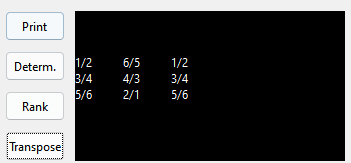 Print
Determ.
1/2 6/5 1/2
3/4 4/3 3/4
5/6 2/1 5/6
Rank
Transpose